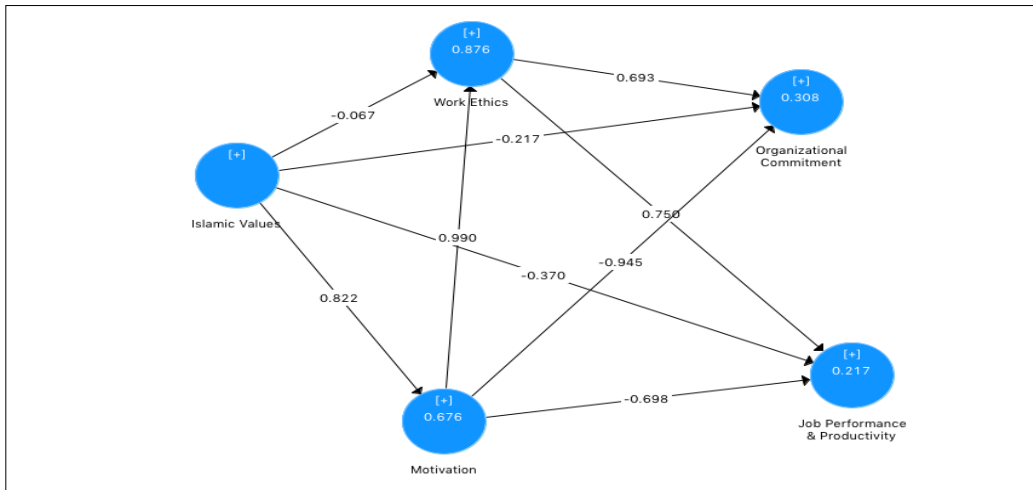 [+]
0.876
Work Ethics
0.693
[+]
0.308
Organizational
Commitment
-0.067
-0.217
[+]
Islamic Values
0.750
0.990
-0.945
-0.370
0.822
[+]
0.217
Job Performance
& Productivity
-0.698
[+]
0.676
Motivation